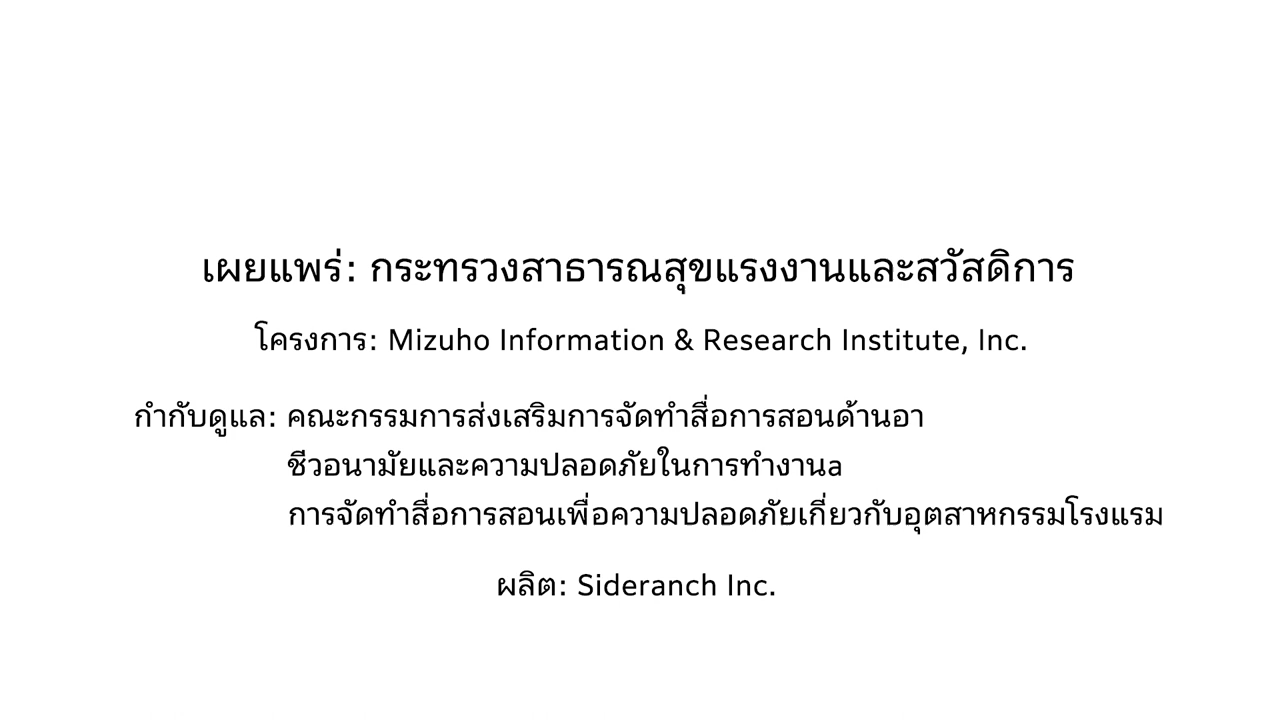 เผยแพร่: กระทรวงสาธารณสุขแรงงานและสวัสดิการ
โครงการ: Mizuho Information & Research Institute, Inc.
กำกับดูแล: คณะกรรมการส่งเสริมการจัดทำสื่อการสอนด้านอา
ชีวอนามัยและความปลอดภัยในการทำงานa
การจัดทำสื่อการสอนเพื่อความปลอดภัยเกี่ยวกับอุตสาหกรรมโรงแรม
ผลิต: Sideranch Inc.